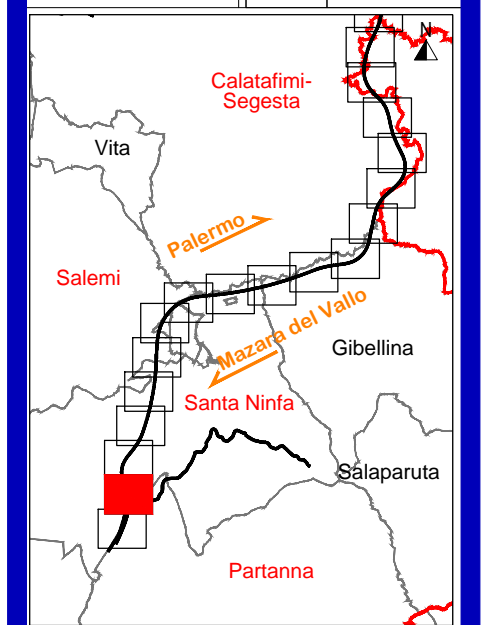 N
Calatafimi-
Segesta
Vita
Palermo
Salemi
Mazara del Vallo
Gibellina
Santa Ninfa
Salaparuta
Partanna